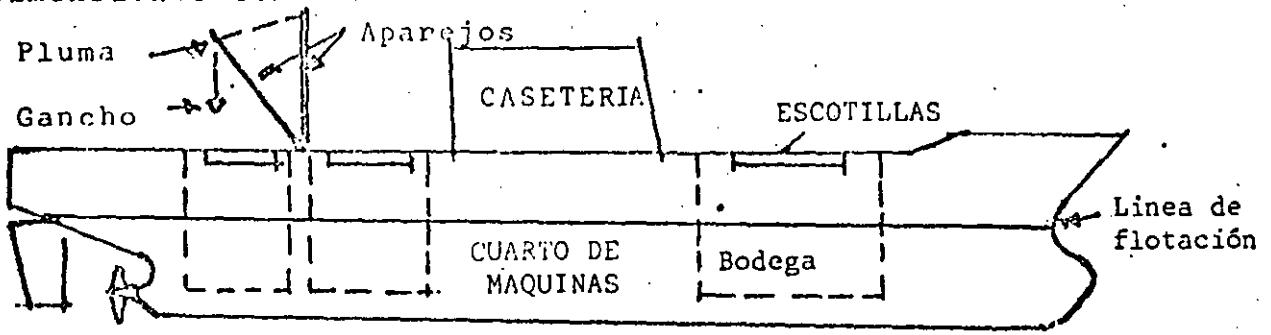 Pluma
Aparejos
Gancho
CASETERIA
ESCOTILLAS
Linea de
flotación
CUARTO DE
MAQUINAS
Bodega